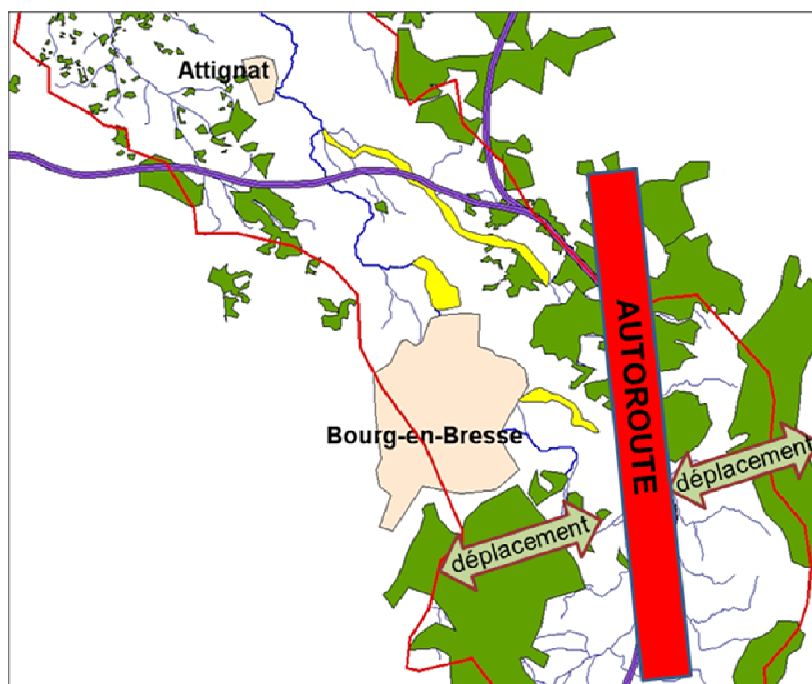 Attignat
AUTOROUTE
Bourg-en-Bresse
déplacement
déplacement